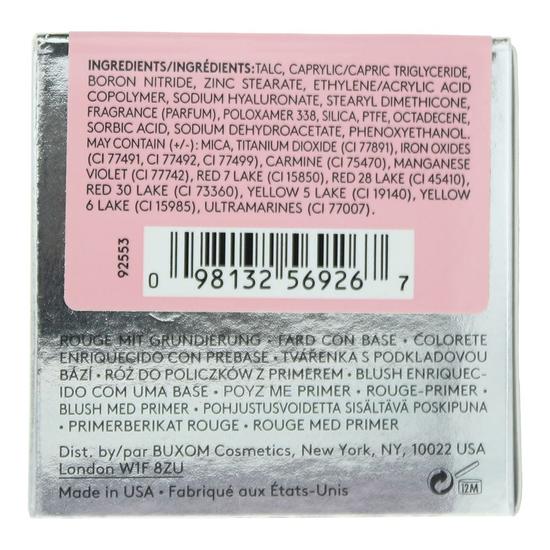 INGREDIENTS/INGRÉDIENTS:TALC, CAPRYLIC/CAPRIC TRIGLYCERIDE,
BORON NITRIDE, ZINC STEARATE, ETHYLENE/ACRYLIC ACID
COPOLYMER, SODIUM HYALURONATE, STEARYL DIMETHICONE,
FRAGRANCE (PARFUM), POLOXAMER 338, SILICA, PTFE, OCTADECENE,
SORBIC ACID, SODIUM DEHYDROACETATE, PHENOXYETHANOL.
MAY CONTAIN (+/-): MICA, TITANIUM DIOXIDE (CI 77891), IRON OXIDES
(CI 77491, CI 77492, CI 77499), CARMINE (CI 75470), MANGANESE
VIOLET (CI 77742), RED 7 LAKE (CI 15850), RED 28 LAKE (CI 45410),
RED 30 LAKE (CI 73360), YELLOW 5 LAKE (CI 19140), YELLOW
6 LAKE (CI 15985), ULTRAMARINES (CI 77007).
92553
0 98132 56926 7
ROUGE MIT GRUNDIERUNG • FARD CON BASE • COLORETE
ENRIQUECIDO CON PREBASE • TVÁŘENKA S PODKLADOVOU
BÁZÍ • RÓŻ DO POLICZKÓW Z PRIMEREM • BLUSH ENRIQUEC-
IDO COM UMA BASE • POYZ ME PRIMER • ROUGE-PRIMER •
BLUSH MED PRIMER • POHJUSTUSVOIDETTA SISÄLTÄVÄ POSKIPUNA
• PRIMERBERIKAT ROUGE • ROUGE MED PRIMER
Dist. by/par BUXOM Cosmetics, New York, NY, 10022 USA
London W1F 8ZU
Made in USA • Fabriqué aux États-Unis
12M